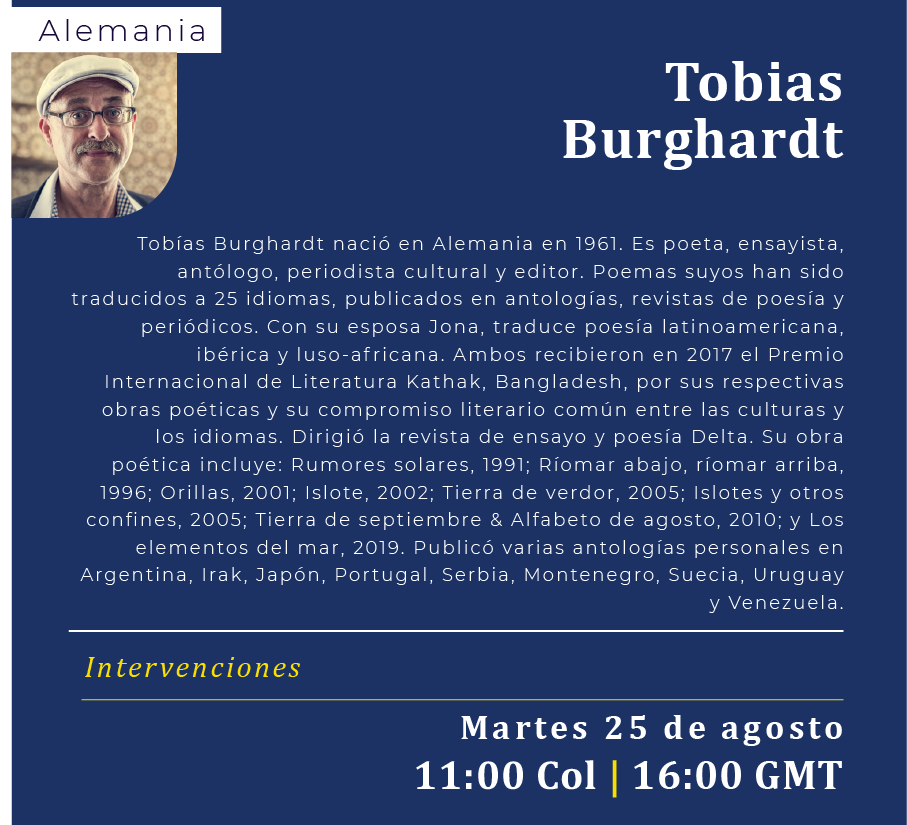 Alemania
Tobias
Burghardt
Tobías Burghardt nació en Alemania en 1961. Es poeta, ensayista,
antólogo, periodista cultural y editor. Poemas suyos han sido
traducidos a 25 idiomas, publicados en antologías, revistas de poesía y
periódicos. Con su esposa Jona, traduce poesía latinoamericana,
ibérica y luso-africana. Ambos recibieron en 2017 el Premio
Internacional de Literatura Kathak, Bangladesh, por sus respectivas
obras poéticas y su compromiso literario común entre las culturas y
los idiomas. Dirigió la revista de ensayo y poesía Delta. Su obra
poética incluye: Rumores solares, 1991; Ríomar abajo, ríomar arriba,
1996; Orillas, 2001; Islote, 2002; Tierra de verdor, 2005; Islotes y otros
confines, 2005; Tierra de septiembre & Alfabeto de agosto, 2010; y Los
elementos del mar, 2019. Publicó varias antologías personales en
Argentina, Irak, Japón, Portugal, Serbia, Montenegro, Suecia, Uruguay
y Venezuela.
Intervenciones
Martes 25 de agosto
11:00 Col | 16:00 GMT